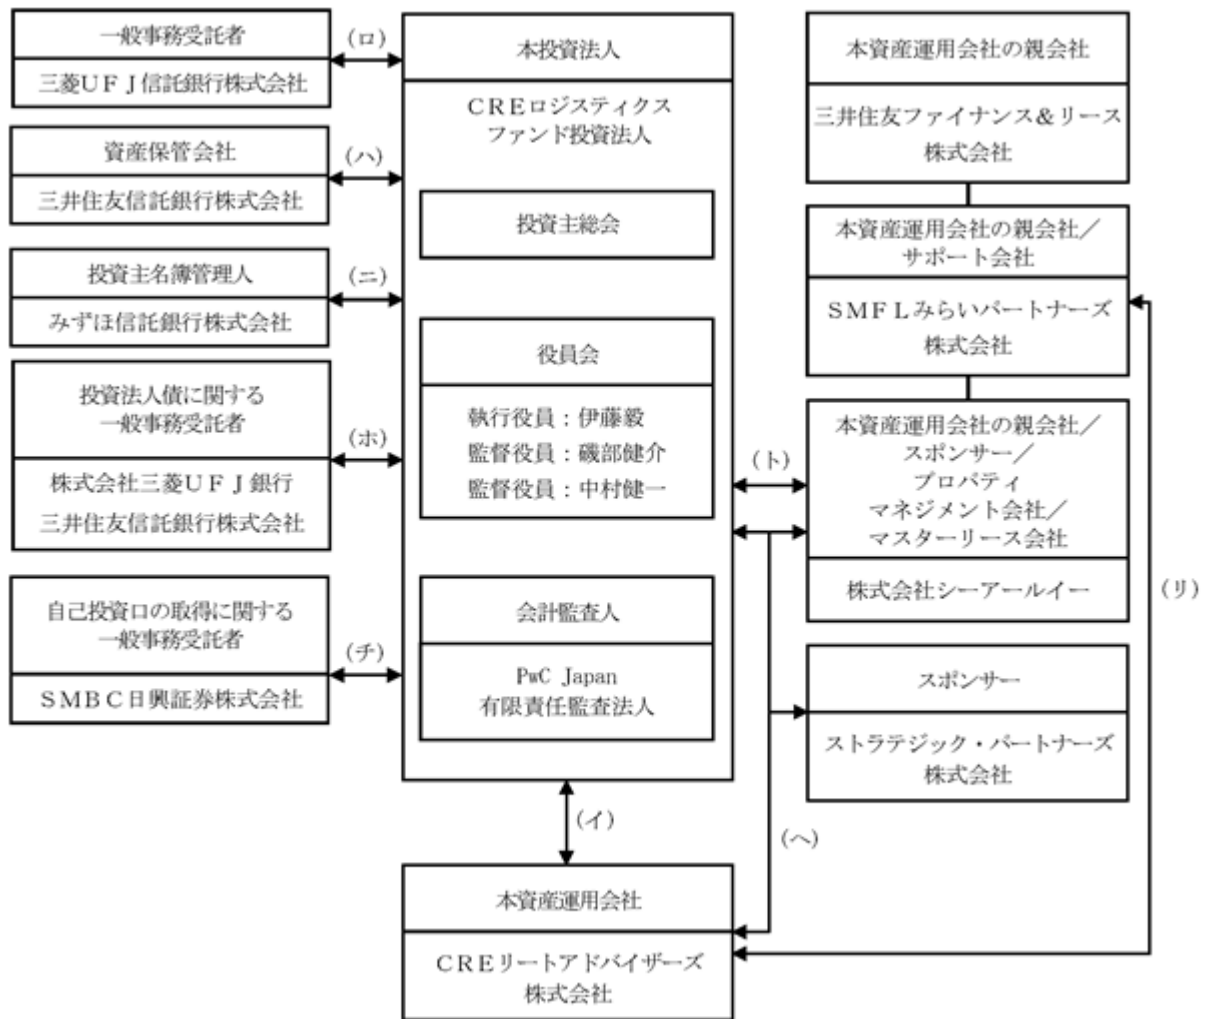 一般事務受託者
三菱ＵＦＪ信託銀行株式会社
(ロ)
資産保管会社
三井住友信託銀行株式会社
(ハ)
投資主名簿管理人
みずほ信託銀行株式会社
(ニ)
投資法人債に関する
一般事務受託者
株式会社三菱ＵＦＪ銀行
三井住友信託銀行株式会社
(ホ)
自己投資口の取得に関する
一般事務受託者
ＳＭＢＣ日興証券株式会社
(チ)
本投資法人
ＣＲＥロジスティクス
ファンド投資法人
投資主総会
役員会
執行役員：伊藤毅
監督役員：磯部健介
監督役員：中村健一
会計監査人
PwC Japan
有限責任監査法人
(イ)
本資産運用会社
ＣＲＥリートアドバイザーズ
株式会社
本資産運用会社の親会社
三井住友ファイナンス＆リース
株式会社
本資産運用会社の親会社／
サポート会社
ＳＭＦＬみらいパートナーズ
株式会社
(ト)
本資産運用会社の親会社／
スポンサー／
プロパティ
マネジメント会社／
マスターリース会社
株式会社シーアールイー
(リ)
スポンサー
ストラテジック・パートナーズ
株式会社
(ヘ)